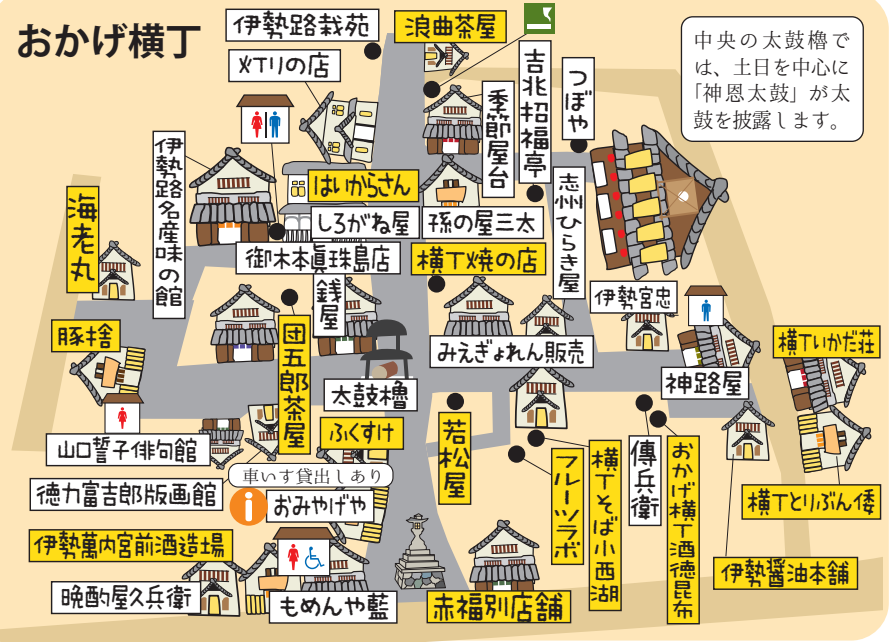 おかげ横丁
伊勢路栽苑
浪曲茶屋
灯りの店
中央の太鼓櫓で
は、土日を中心に
「神恩太鼓」が太
鼓を披露します。
吉兆招福亭
つぼや
季節屋台
伊勢路名産味の館
はいからさん
志州ひらき屋
海老丸
しろがね屋
孫の屋三太
御木本真珠島店
横丁焼の店
銭屋
伊勢宮忠
豚捨
団五郎茶屋
みえぎょれん販売
横丁いかだ荘
神路屋
太鼓櫓
山口誓子俳句館
ふくすけ
若松屋
傳兵衛
おかげ横丁酒徳昆布
横丁そば小西湖
フルーツラボ
車いす貸出しあり
徳力富吉郎版画館
i
おみやげや
横丁とりぶん倭
伊勢萬内宮前酒造場
伊勢醤油本舗
晩酌屋久兵衛
もめんや藍
赤福別店舗